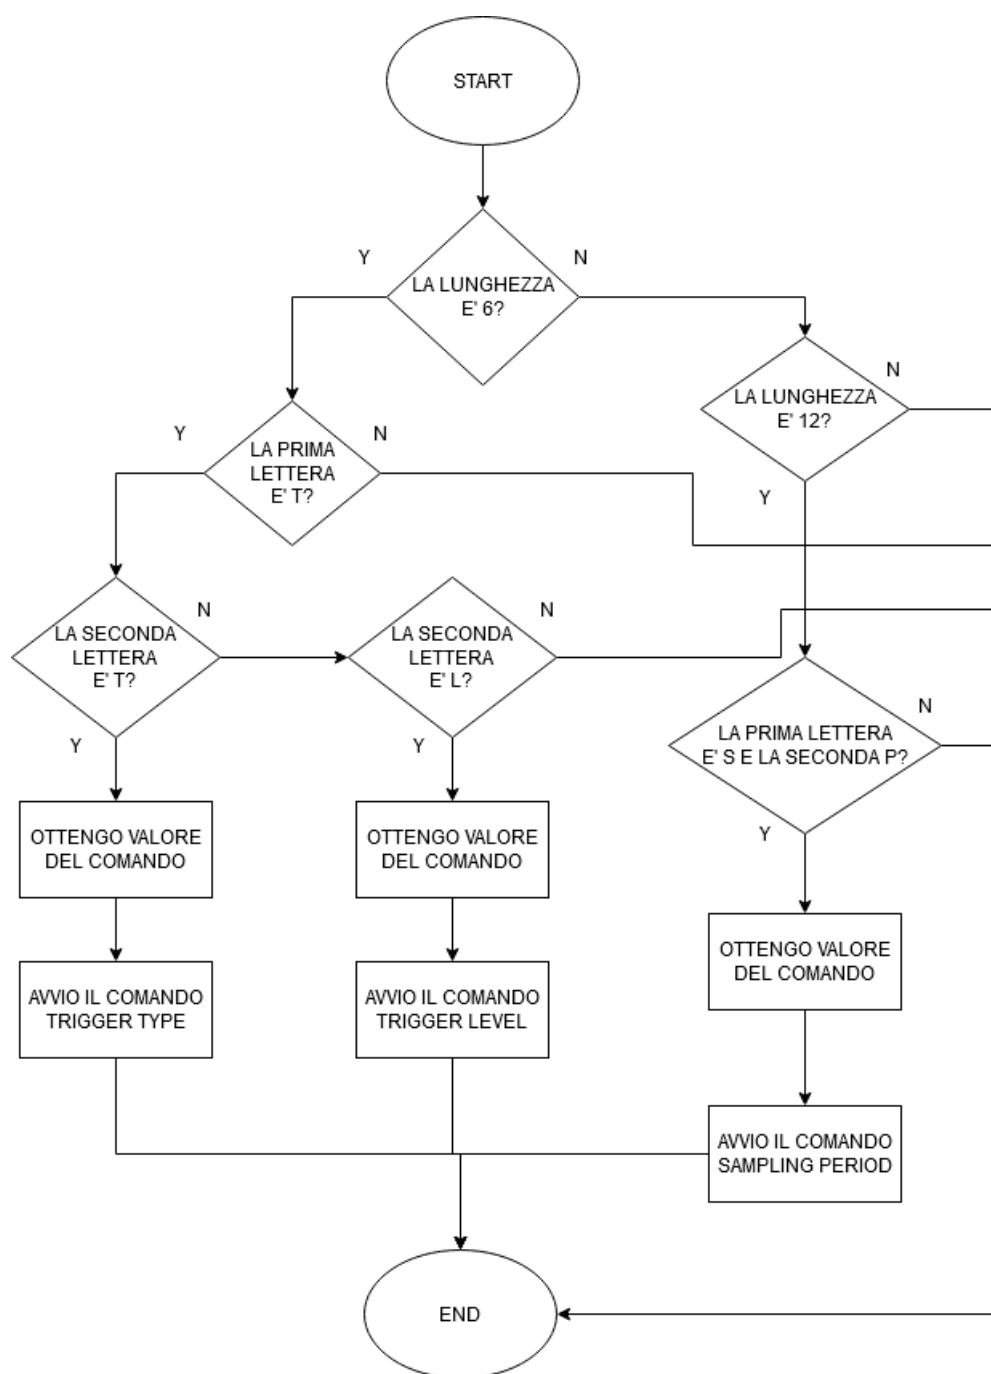 START
Y
N
LA LUNGHEZZA
E' 6?
N
LA LUNGHEZZA
E' 12?
Y
N
LA PRIMA
LETTERA
E' T?
Y
N
N
LA SECONDA
LETTERA
E' T?
LA SECONDA
LETTERA
E' L?
Y
Y
N
LA PRIMA LETTERA
E' S E LA SECONDA P?
Y
OTTENGO VALORE
DEL COMANDO
OTTENGO VALORE
DEL COMANDO
OTTENGO VALORE
DEL COMANDO
AVVIO IL COMANDO
TRIGGER TYPE
AVVIO IL COMANDO
TRIGGER LEVEL
AVVIO IL COMANDO
SAMPLING PERIOD
END